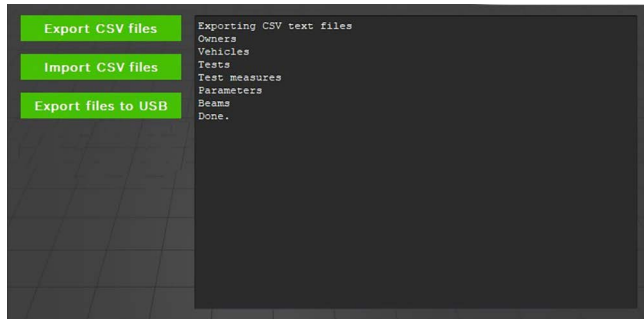 Export CSV files
Import CSV files
Export files to USB
Exporting CSV text files
Owners
Vehicles
Tests
Test measures
Parameters
Beams
Done.